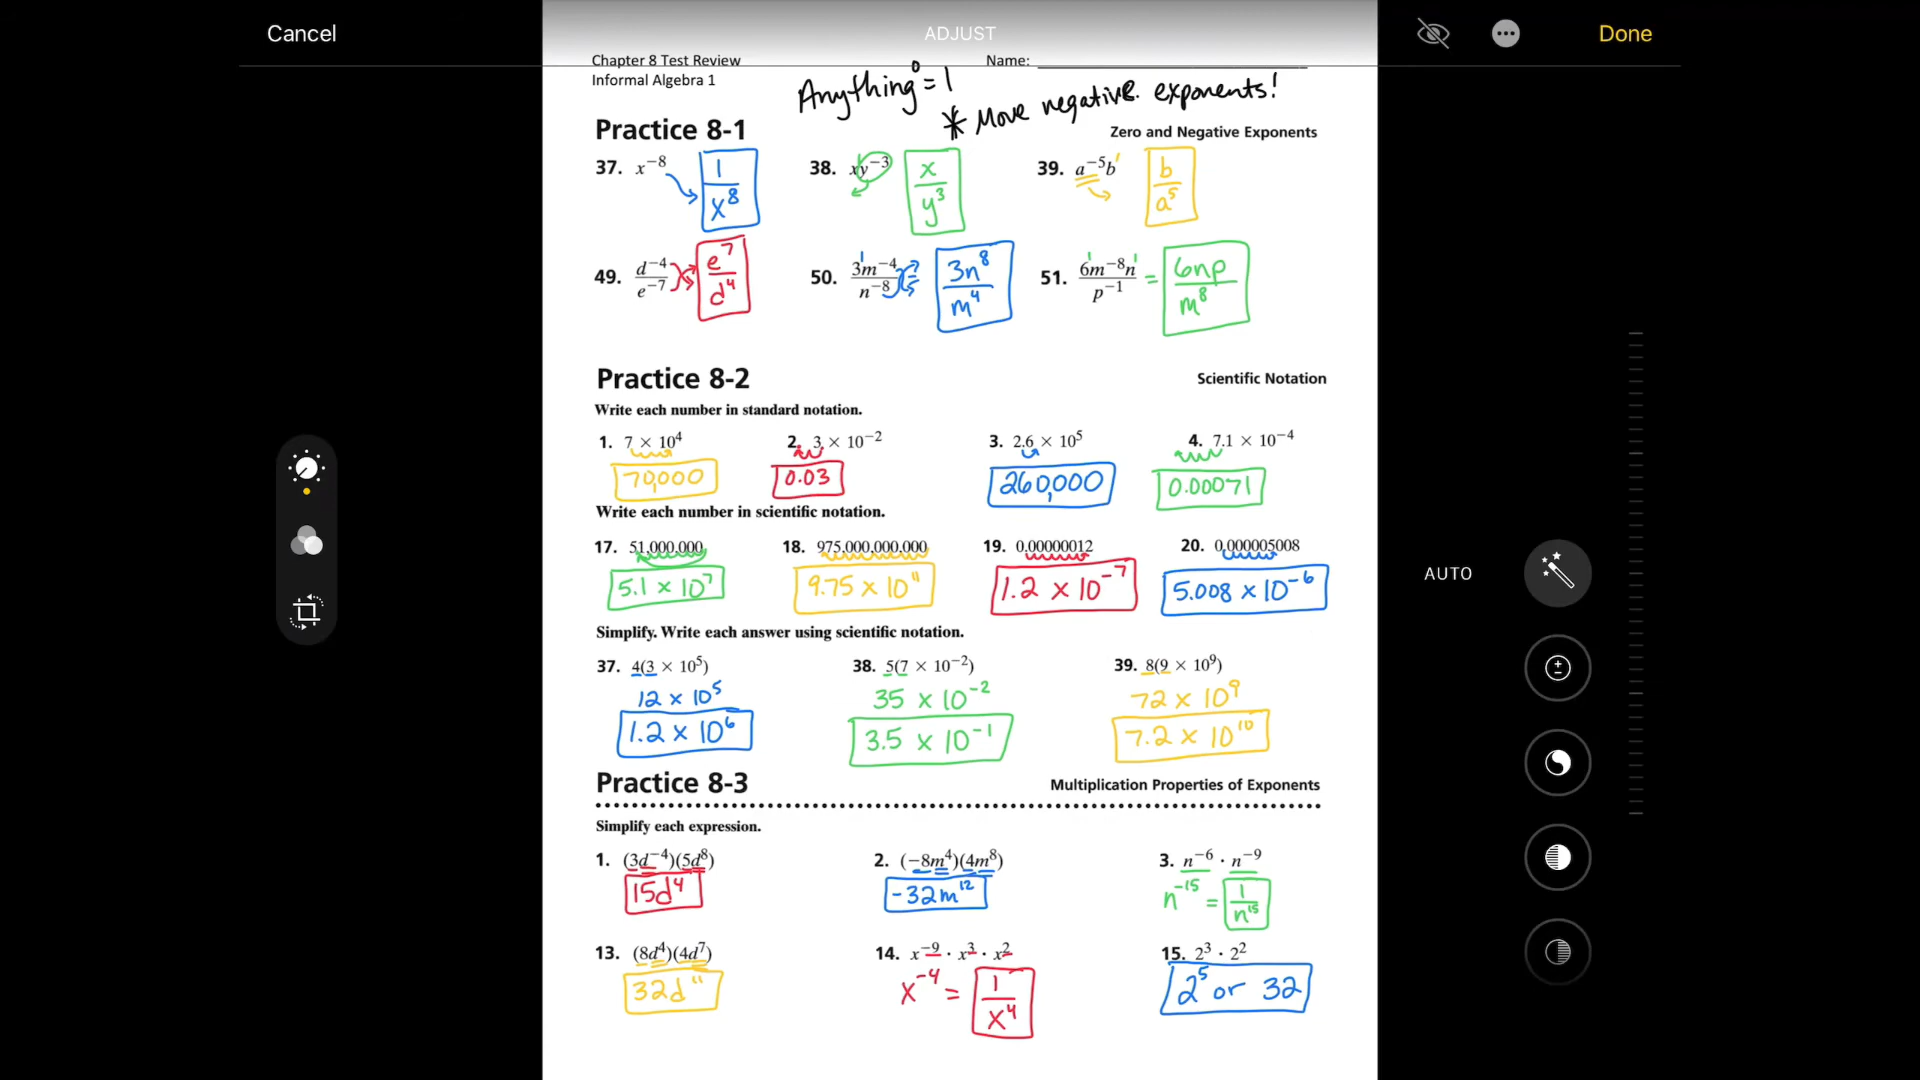 Cancel
ADJUST
Done
Chapter 8 Test Review Name:
Informal Algebra 1
Anything⁰ = 1
* Move negative exponents!
Practice 8-1 Zero and Negative Exponents
37. x⁻⁸ 1/x⁸ 38. xy⁻³ x/y³ 39. a⁻⁵b¹ b/a⁵
49. d⁻⁴/e⁻⁷ e⁷/d⁴ 50. 3¹m⁻⁴/n⁻⁸ 3n⁸/m⁴ 51. 6¹m⁻⁸n¹/p⁻¹ = 6np/m⁸
Practice 8-2 Scientific Notation
Write each number in standard notation.
1. 7 × 10⁴ 2. 3 × 10⁻² 3. 2.6 × 10⁵ 4. 7.1 × 10⁻⁴
70,000 0.03 260,000 0.00071
Write each number in scientific notation.
17. 51,000,000 18. 975,000,000,000 19. 0.00000012 20. 0.000005008
5.1 × 10⁷ 9.75 × 10¹¹ 1.2 × 10⁻⁷ 5.008 × 10⁻⁶
AUTO
Simplify. Write each answer using scientific notation.
37. 4(3 × 10⁵) 38. 5(7 × 10⁻²) 39. 8(9 × 10⁹)
12 × 10⁵ 35 × 10⁻² 72 × 10⁹
1.2 × 10⁶ 3.5 × 10⁻¹ 7.2 × 10¹⁰
Practice 8-3 Multiplication Properties of Exponents
Simplify each expression.
1. (3d⁻⁴)(5d⁸) 2. (−8m⁴)(4m⁸) 3. n⁻⁶ · n⁻⁹
15d⁴ -32m¹² n⁻¹⁵ = 1/n¹⁵
13. (8d⁴)(4d⁷) 14. x⁻⁹ · x³ · x² 15. 2³ · 2²
32d¹¹ x⁻⁴ = 1/x⁴ 2⁵ or 32